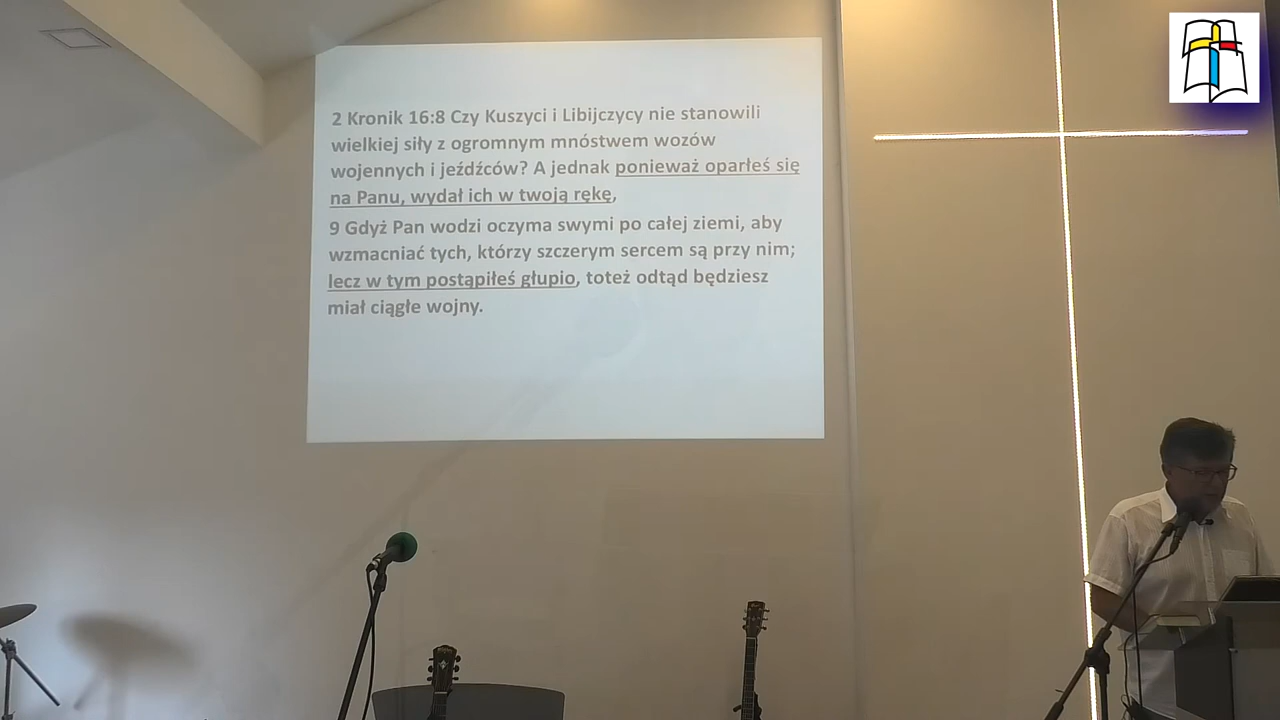 2 Kronik 16:8 Czy Kuszyci i Libijczycy nie stanowili
wielkiej siły z ogromnym mnóstwem wozów
wojennych i jeźdźców? A jednak ponieważ oparłeś się
na Panu, wydał ich w twoją rękę,
9 Gdyż Pan wodzi oczyma swymi po całej ziemi, aby
wzmacniać tych, którzy szczerym sercem są przy nim;
lecz w tym postąpiłeś głupio, toteż odtąd będziesz
miał ciągłe wojny.